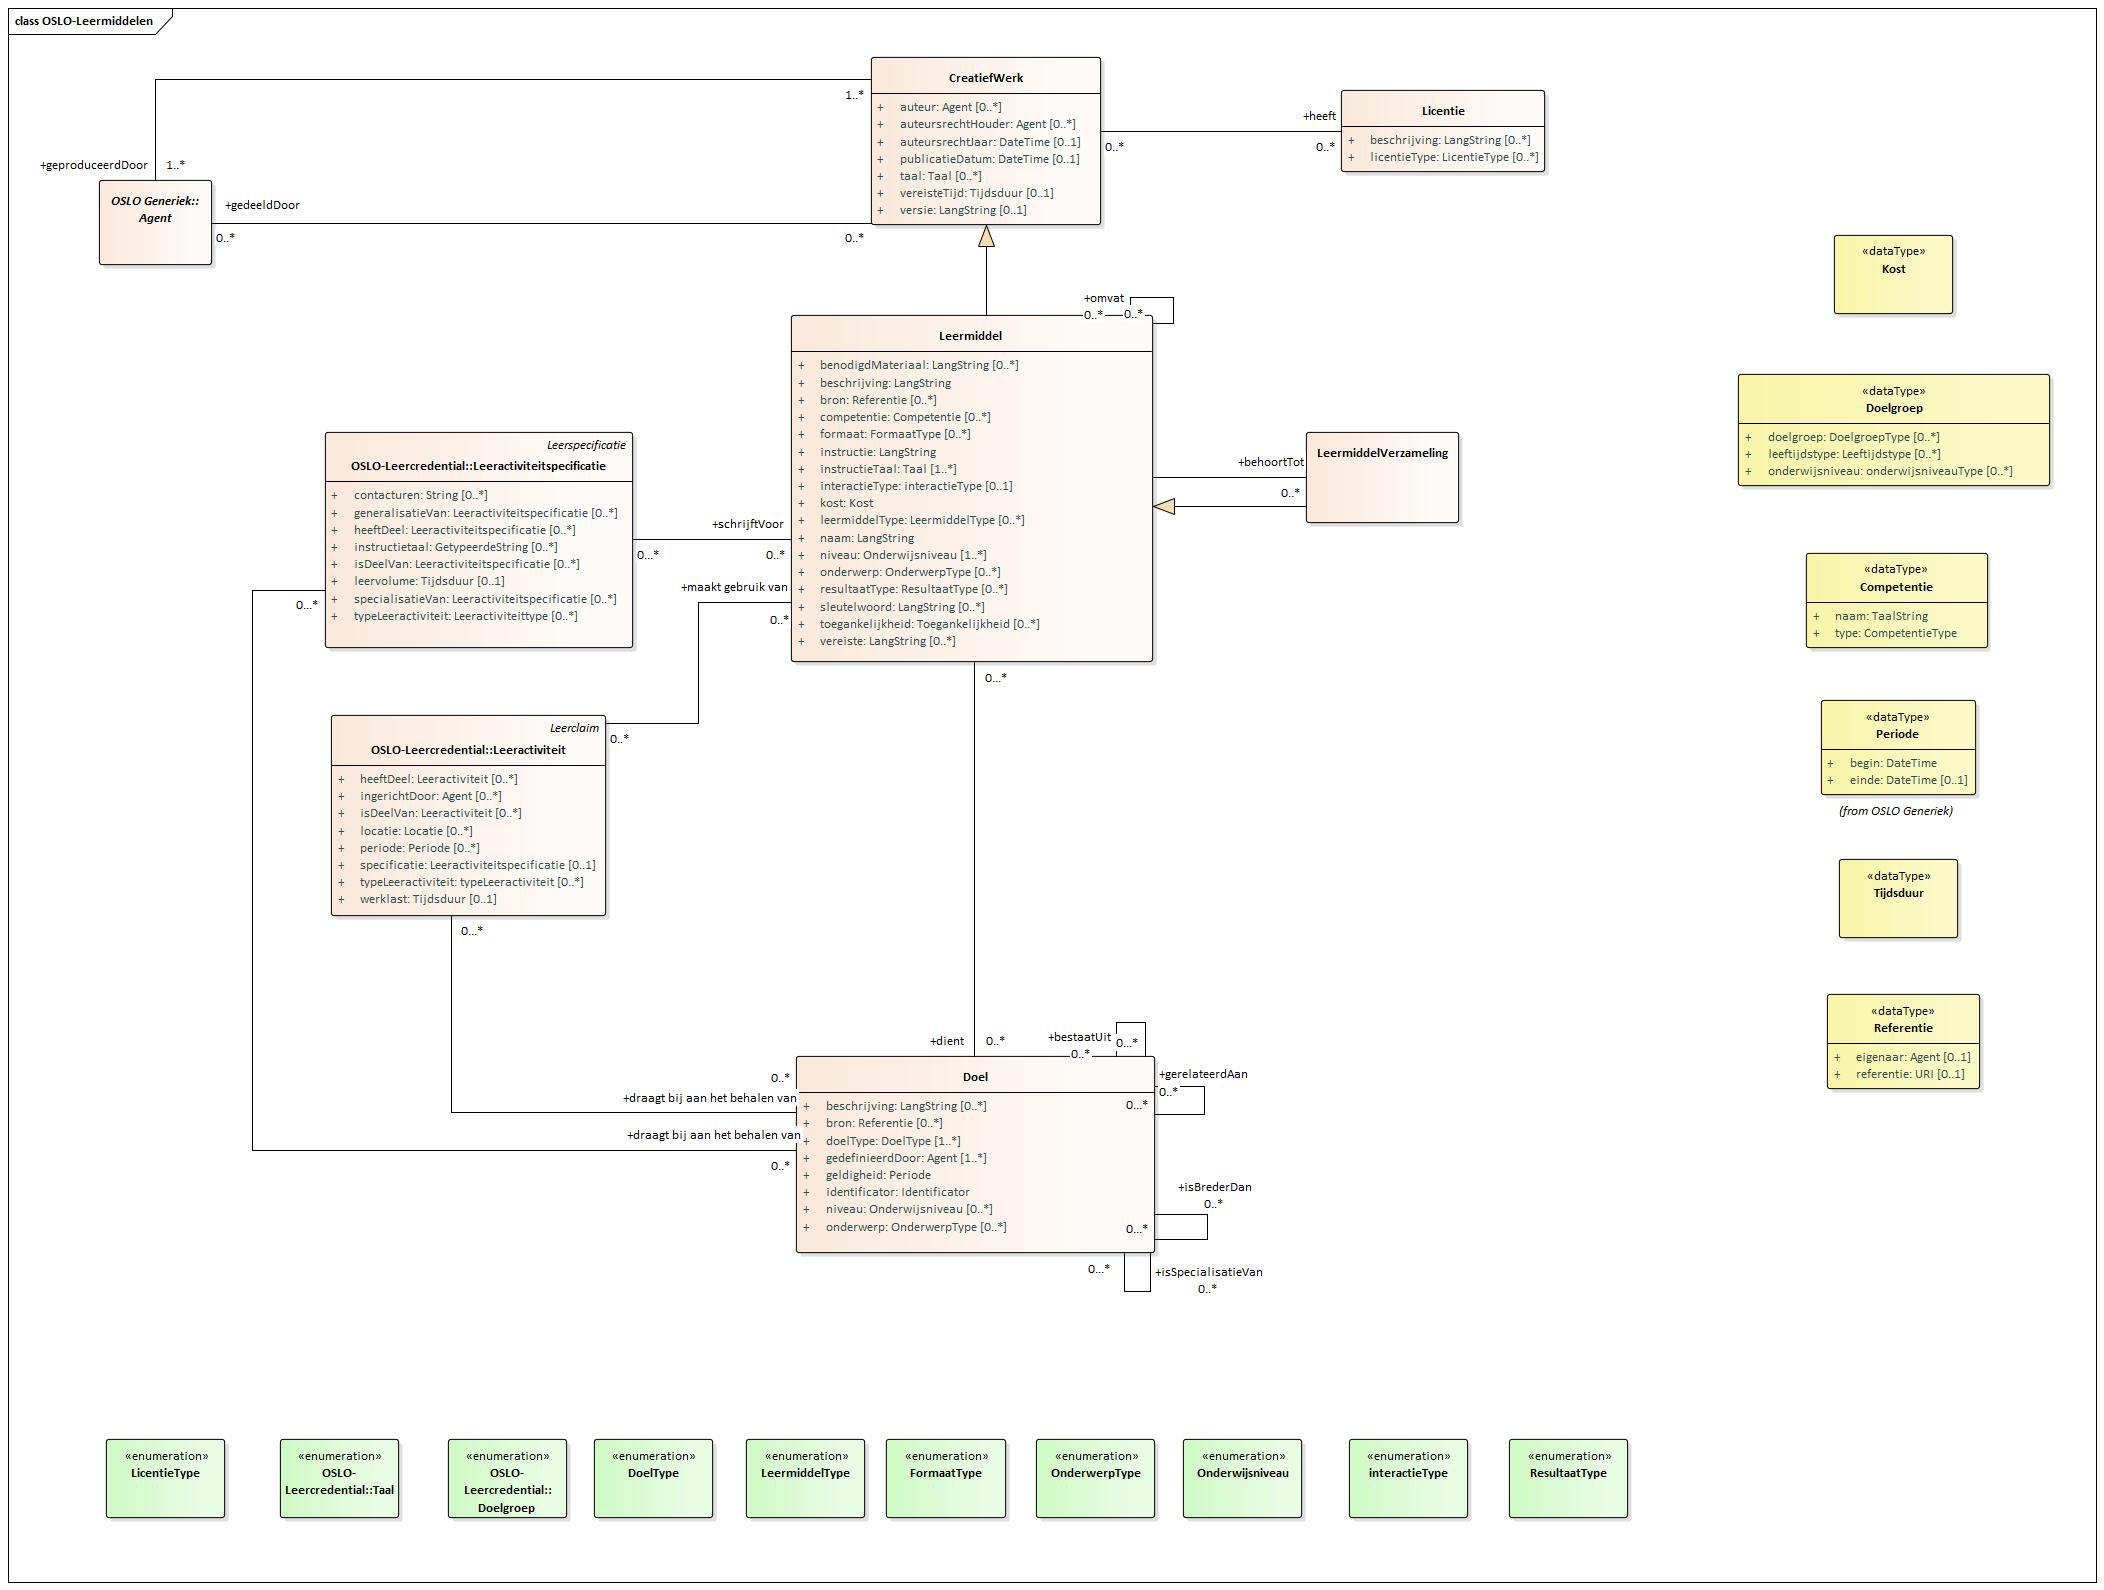 class OSLO-Leermiddelen
CreatiefWerk
+ auteur: Agent [0..*]
+ auteursrechtHouder: Agent [0..*]
+ auteursrechtJaar: DateTime [0..1]
+ publicatieDatum: DateTime [0..1]
+ taal: Taal [0..*]
+ vereisteTijd: Tijdsduur [0..1]
+ versie: LangString [0..1]
1..*
+geproduceerdDoor
1..*
OSLO Generiek::
Agent
+gedeeldDoor
0..*
0..*
0..*
+heeft
0..*
Licentie
+ beschrijving: LangString [0..*]
+ licentieType: LicentieType [0..*]
«dataType»
Kost
+omvat
0..*
0..*
Leermiddel
+ benodigdMateriaal: LangString [0..*]
+ beschrijving: LangString
+ bron: Referentie [0..*]
+ competentie: Competentie [0..*]
+ formaat: FormaatType [0..*]
+ instructie: LangString
+ instructieTaal: Taal [1..*]
+ interactieType: interactieType [0..1]
+ kost: Kost
+ leermiddelType: LeermiddelType [0..*]
+ naam: LangString
+ niveau: Onderwijsniveau [1..*]
+ onderwerp: OnderwerpType [0..*]
+ resultaatType: ResultaatType [0..*]
+ sleutelwoord: LangString [0..*]
+ toegankelijkheid: Toegankelijkheid [0..*]
+ vereiste: LangString [0..*]
«dataType»
Doelgroep
+ doelgroep: DoelgroepType [0..*]
+ leeftijdstype: Leeftijdstype [0..*]
+ onderwijsniveau: onderwijsniveauType [0..*]
Leerspecificatie
OSLO-Leercredential::Leeractiviteitspecificatie
+ contacturen: String [0..*]
+ generalisatieVan: Leeractiviteitspecificatie [0..*]
+ heeftDeel: Leeractiviteitspecificatie [0..*]
+ instructietaal: GetypeerdeString [0..*]
+ isDeelVan: Leeractiviteitspecificatie [0..*]
+ leervolume: Tijdsduur [0..1]
+ specialisatieVan: Leeractiviteitspecificatie [0..*]
+ typeLeeractiviteit: Leeractiviteittype [0..*]
+schrijftVoor
0...*
0..*
+behoortTot
0..*
LeermiddelVerzameling
0...*
+maakt gebruik van
0..*
«dataType»
Competentie
+ naam: TaalString
+ type: CompetentieType
0...*
Leerclaim
OSLO-Leercredential::Leeractiviteit
+ heeftDeel: Leeractiviteit [0..*]
+ ingerichtDoor: Agent [0..*]
+ isDeelVan: Leeractiviteit [0..*]
+ locatie: Locatie [0..*]
+ periode: Periode [0..*]
+ specificatie: Leeractiviteitspecificatie [0..1]
+ typeLeeractiviteit: typeLeeractiviteit [0..*]
+ werklast: Tijdsduur [0..1]
0..*
0...*
«dataType»
Periode
+ begin: DateTime
+ einde: DateTime [0..1]
(from OSLO Generiek)
«dataType»
Tijdsduur
«dataType»
Referentie
+ eigenaar: Agent [0..1]
+ referentie: URI [0..1]
+dient
0..*
+bestaatUit
0..*
0...*
0..*
+draagt bij aan het behalen van
+draagt bij aan het behalen van
0..*
Doel
+ beschrijving: LangString [0..*]
+ bron: Referentie [0..*]
+ doelType: DoelType [1..*]
+ gedefinieerdDoor: Agent [1..*]
+ geldigheid: Periode
+ identificator: Identificator
+ niveau: Onderwijsniveau [0..*]
+ onderwerp: OnderwerpType [0..*]
+gerelateerdAan
0..*
0...*
+isBrederDan
0..*
0...*
0...*
+isSpecialisatieVan
0..*
«enumeration»
LicentieType
«enumeration»
OSLO-
Leercredential::Taal
«enumeration»
OSLO-
Leercredential::
Doelgroep
«enumeration»
DoelType
«enumeration»
LeermiddelType
«enumeration»
FormaatType
«enumeration»
OnderwerpType
«enumeration»
Onderwijsniveau
«enumeration»
interactieType
«enumeration»
ResultaatType